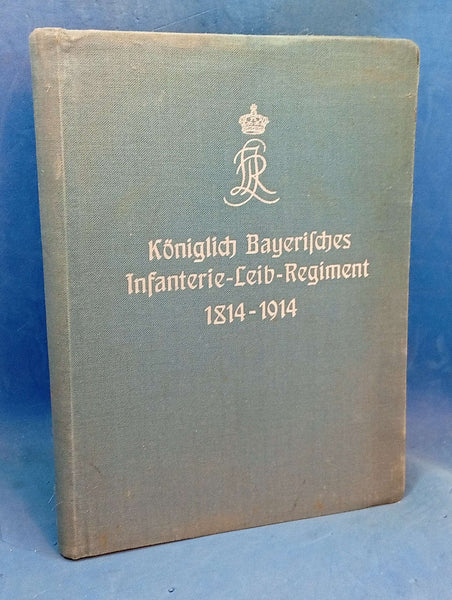 Königlich Bayeriſches
Infanterie-Leib-Regiment
1814-1914